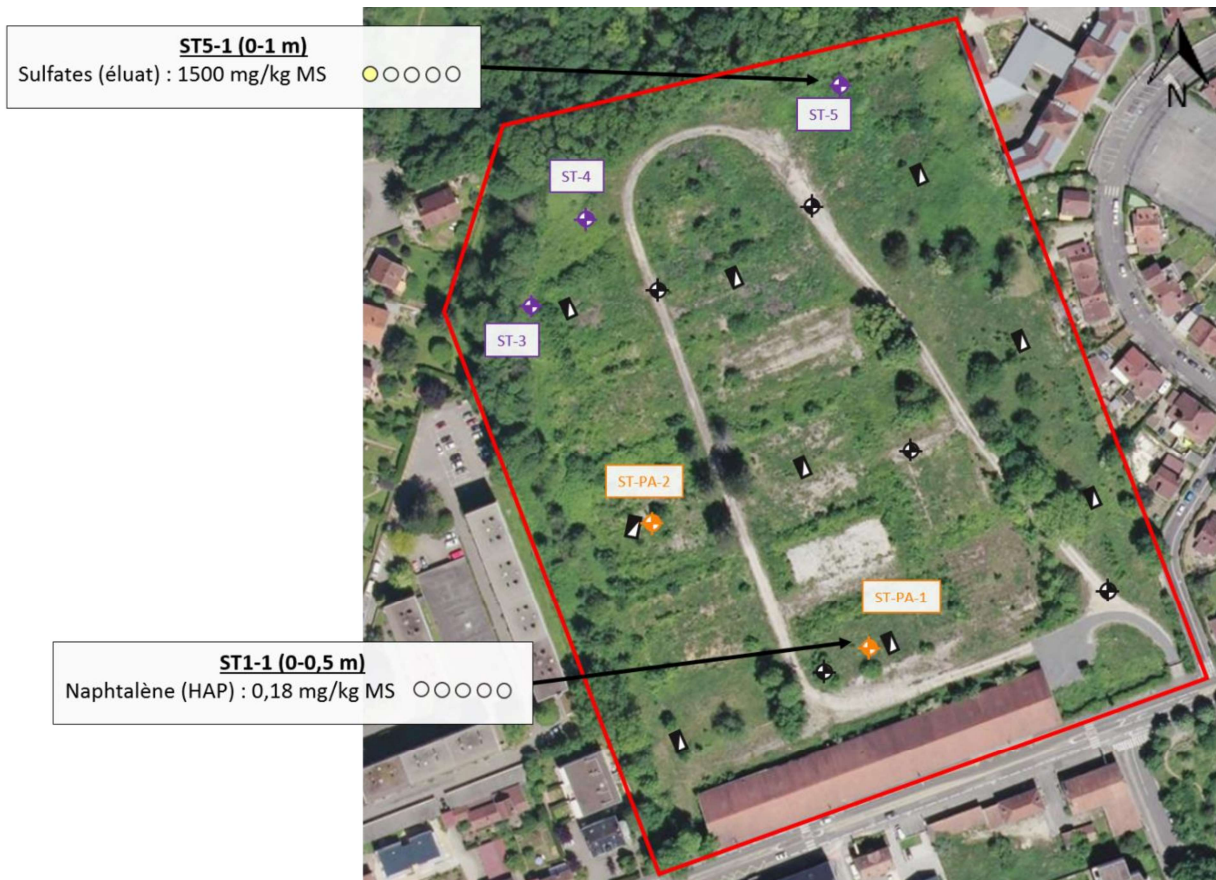 ST5-1 (0-1 m)
Sulfates (éluat) : 1500 mg/kg MS
N
ST-5
ST-4
ST-3
ST-PA-2
ST-PA-1
ST1-1 (0-0,5 m)
Naphtalène (HAP) : 0,18 mg/kg MS